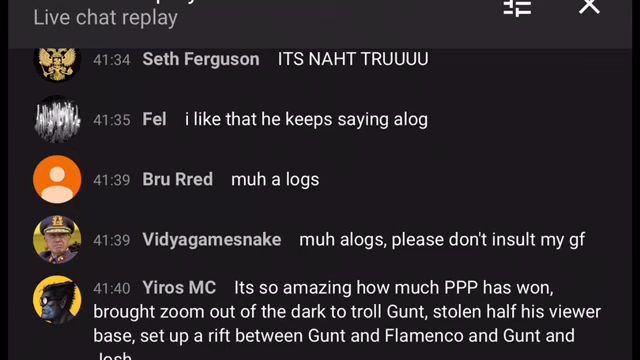 Live chat replay
41:34 Seth Ferguson ITS NAHT TRUUUU
41:35 Fel i like that he keeps saying alog
41:39 Bru Rred muh a logs
41:39 Vidyagamesnake muh alogs, please don't insult my gf
41:40 Yiros MC Its so amazing how much PPP has won,
brought zoom out of the dark to troll Gunt, stolen half his viewer
base, set up a rift between Gunt and Flamenco and Gunt and
Josh